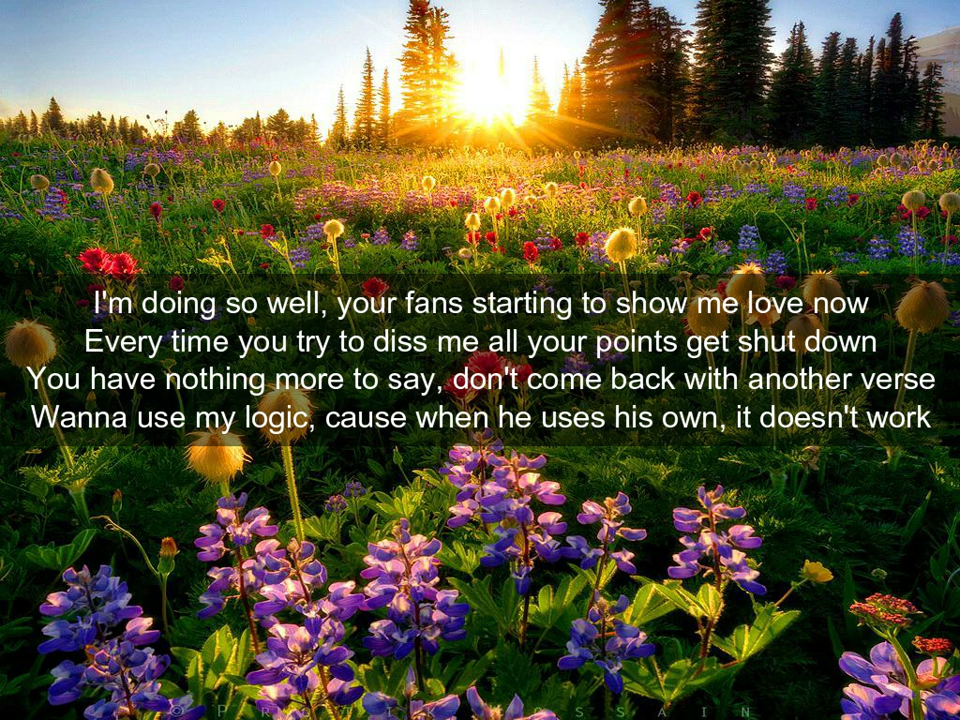 I'm doing so well, your fans starting to show me love now
Every time you try to diss me all your points get shut down
You have nothing more to say, don't come back with another verse
Wanna use my logic, cause when he uses his own, it doesn't work